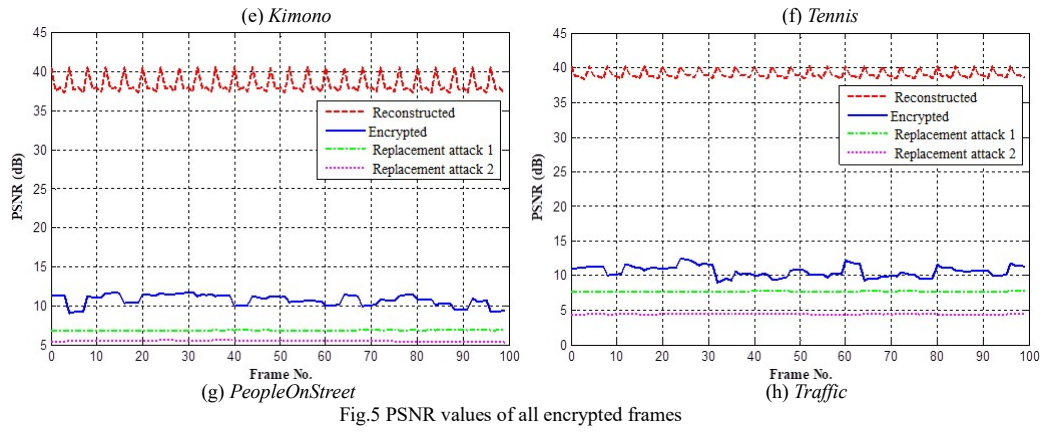 (e) Kimono
(f) Tennis
45
40
35
30
25
20
15
10
5
PSNR (dB)
Reconstructed
Encrypted
Replacement attack 1
Replacement attack 2
0 10 20 30 40 50 60 70 80 90 100
Frame No.
(g) PeopleOnStreet
45
40
35
30
25
20
15
10
5
0
PSNR (dB)
Reconstructed
Encrypted
Replacement attack 1
Replacement attack 2
0 10 20 30 40 50 60 70 80 90 100
Frame No.
(h) Traffic
Fig.5 PSNR values of all encrypted frames